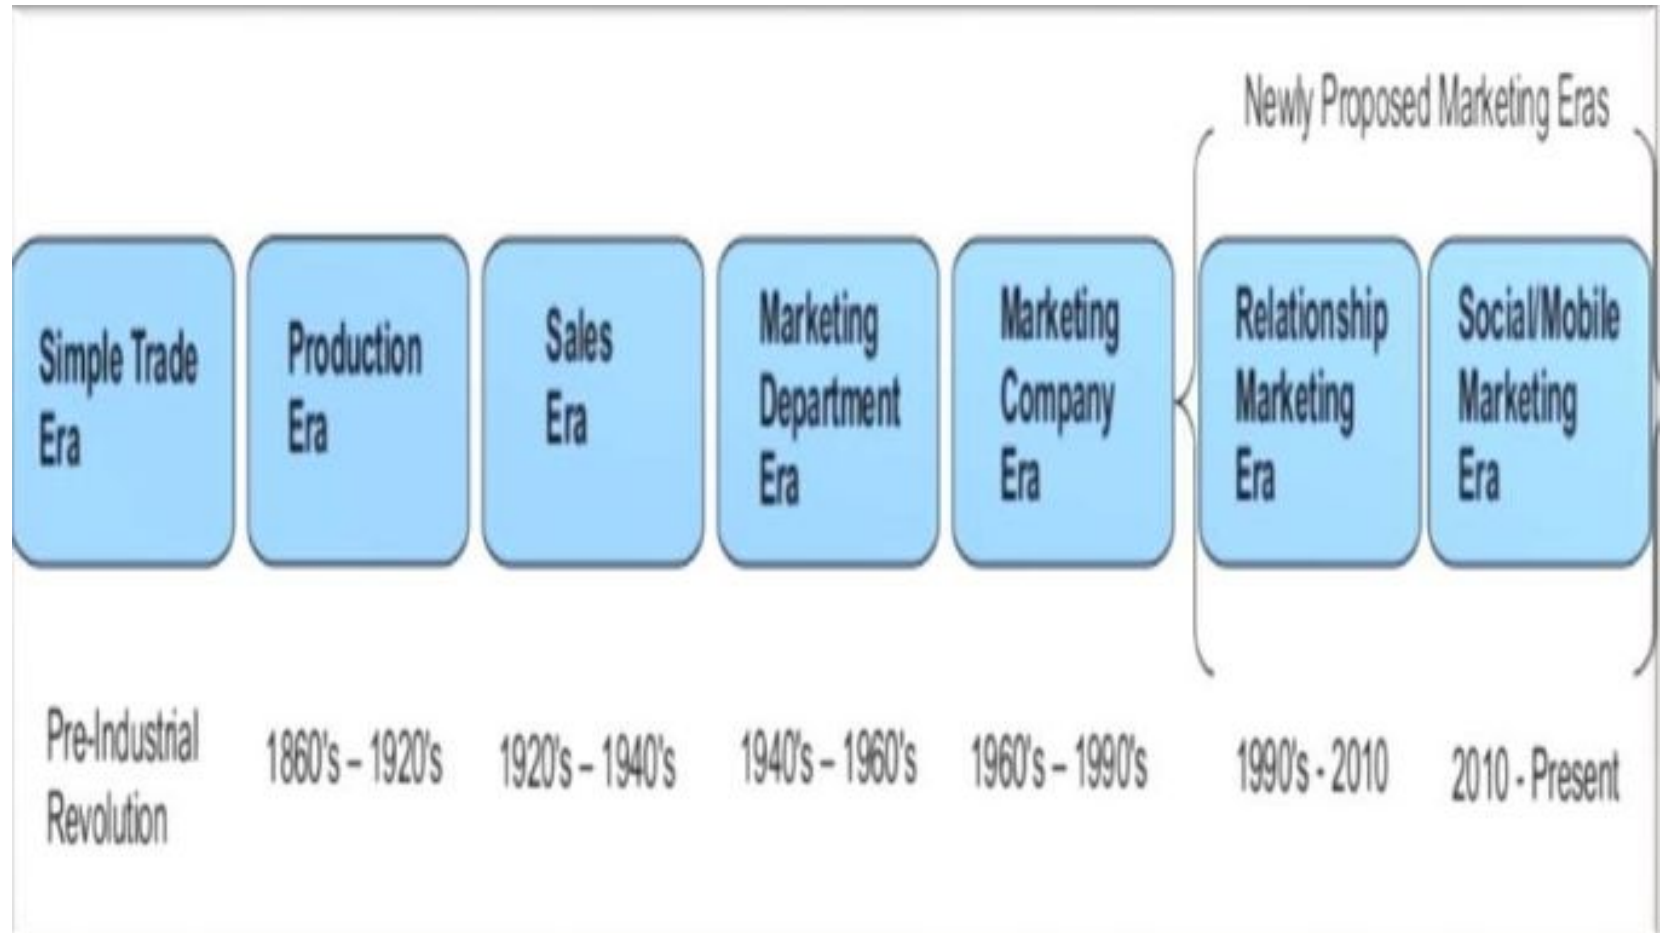 Newly Proposed Marketing Eras
Simple Trade
Era
Production
Era
Sales
Era
Marketing
Department
Era
Marketing
Company
Era
Relationship
Marketing
Era
Social/Mobile
Marketing
Era
Pre-Industrial
Revolution
1860's – 1920's
1920's – 1940's
1940's – 1960's
1960's – 1990's
1990's - 2010
2010 - Present